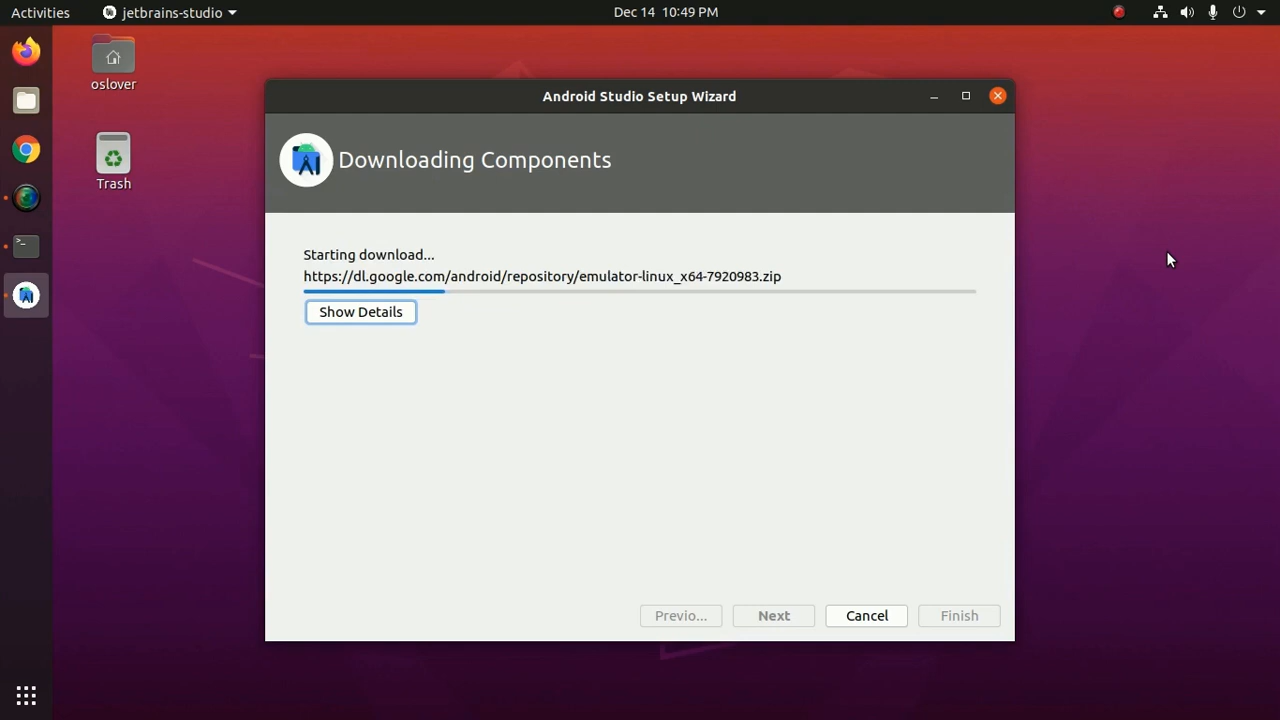 Activities
jetbrains-studio
Dec 14 10:49 PM
oslover
Trash
Android Studio Setup Wizard
Downloading Components
Starting download...
https://dl.google.com/android/repository/emulator-linux_x64-7920983.zip
Show Details
Previo...
Next
Cancel
Finish